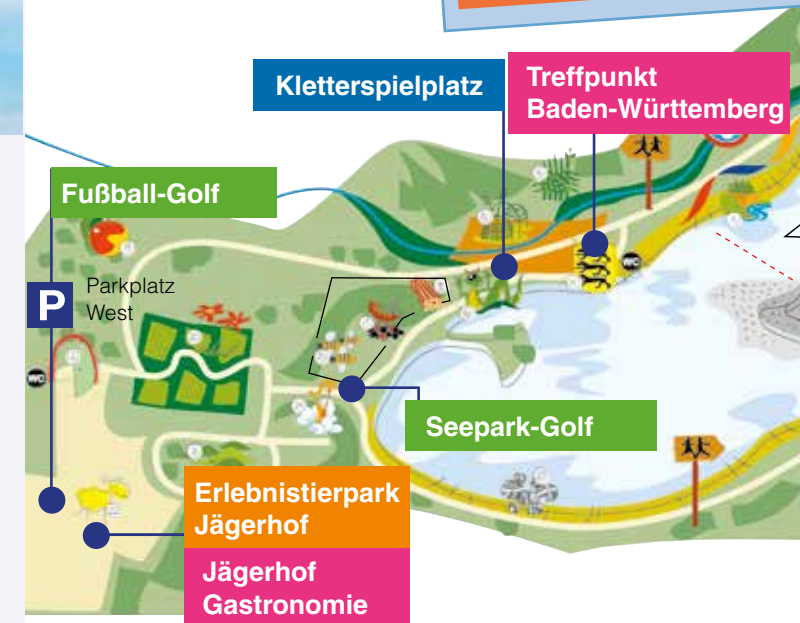 Kletterspielplatz
Treffpunkt
Baden-Württemberg
Fußball-Golf
P
Parkplatz
West
WC
WC
Seepark-Golf
Erlebnistierpark
Jägerhof
Jägerhof
Gastronomie